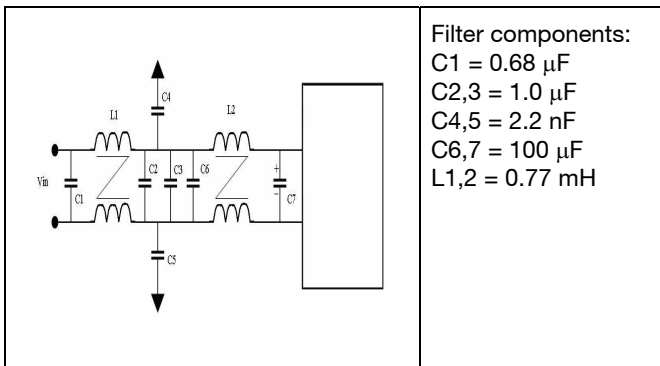 Filter components:
C1 = 0.68 μF
C2,3 = 1.0 μF
C4,5 = 2.2 nF
C6,7 = 100 μF
L1,2 = 0.77 mH
C4
L1
L2
C2
C3
C6
+
Vin
C1
-
C7
C5